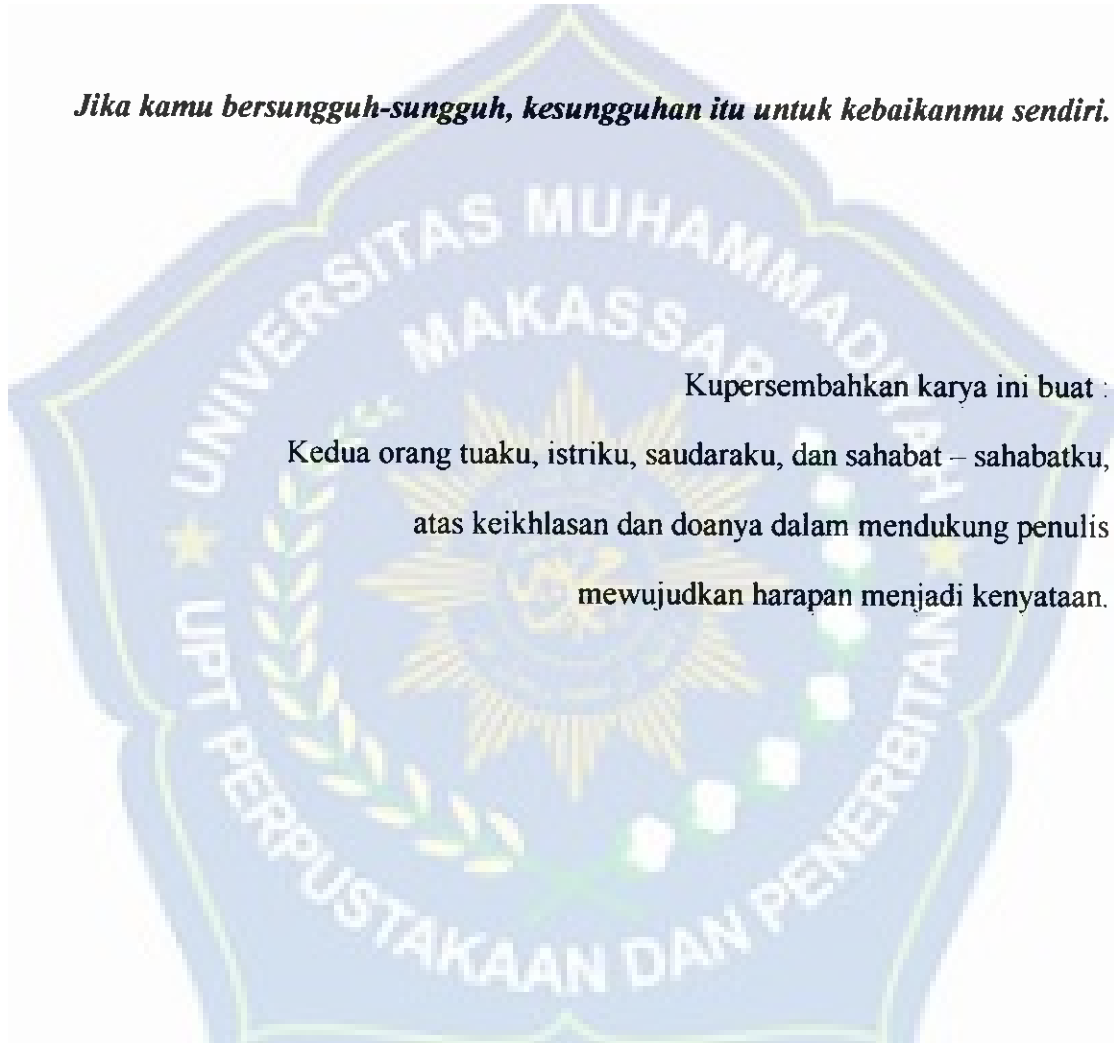 Jika kamu bersungguh-sungguh, kesungguhan itu untuk kebaikanmu sendiri.
UNIVERSITAS MUHAMMADIYAH
MAKASSAR
Kupersembahkan karya ini buat :
Kedua orang tuaku, istriku, saudaraku, dan sahabat – sahabatku,
atas keikhlasan dan doanya dalam mendukung penulis
mewujudkan harapan menjadi kenyataan.
UPT PERPUSTAKAAN DAN PENERBITAN